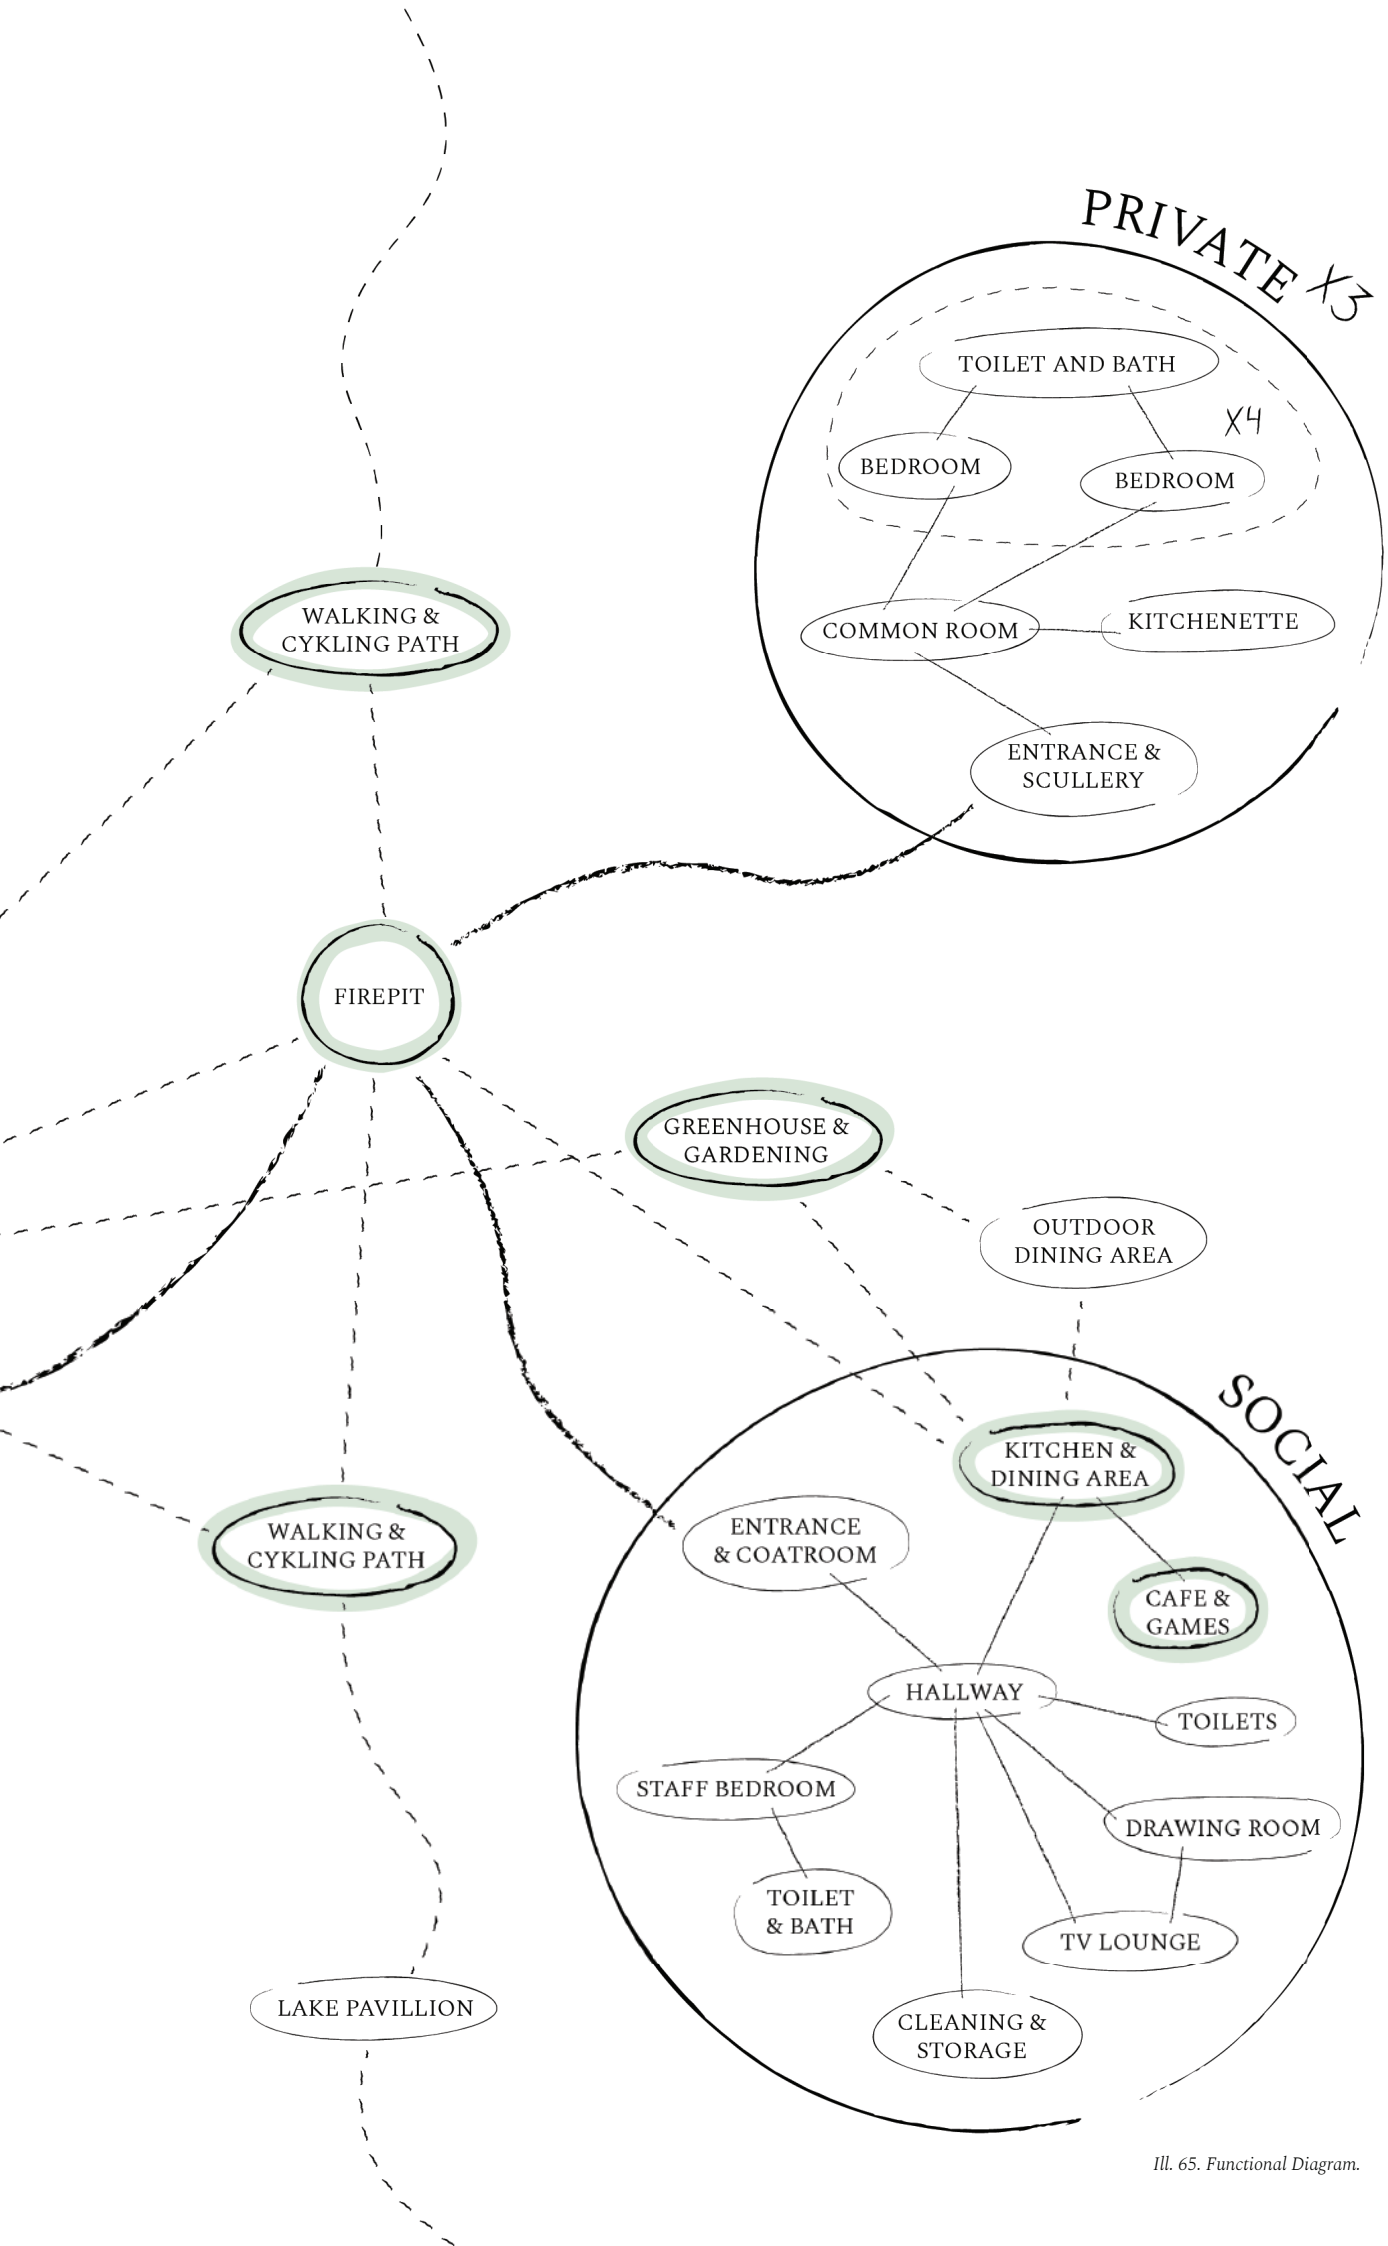 PRIVATE X3
TOILET AND BATH
X4
BEDROOM
BEDROOM
WALKING &
CYKLING PATH
COMMON ROOM
KITCHENETTE
ENTRANCE &
SCULLERY
FIREPIT
GREENHOUSE &
GARDENING
OUTDOOR
DINING AREA
SOCIAL
KITCHEN &
DINING AREA
ENTRANCE
& COATROOM
WALKING &
CYKLING PATH
CAFE &
GAMES
HALLWAY
TOILETS
STAFF BEDROOM
DRAWING ROOM
TOILET
& BATH
TV LOUNGE
LAKE PAVILLION
CLEANING &
STORAGE
Ill. 65. Functional Diagram.